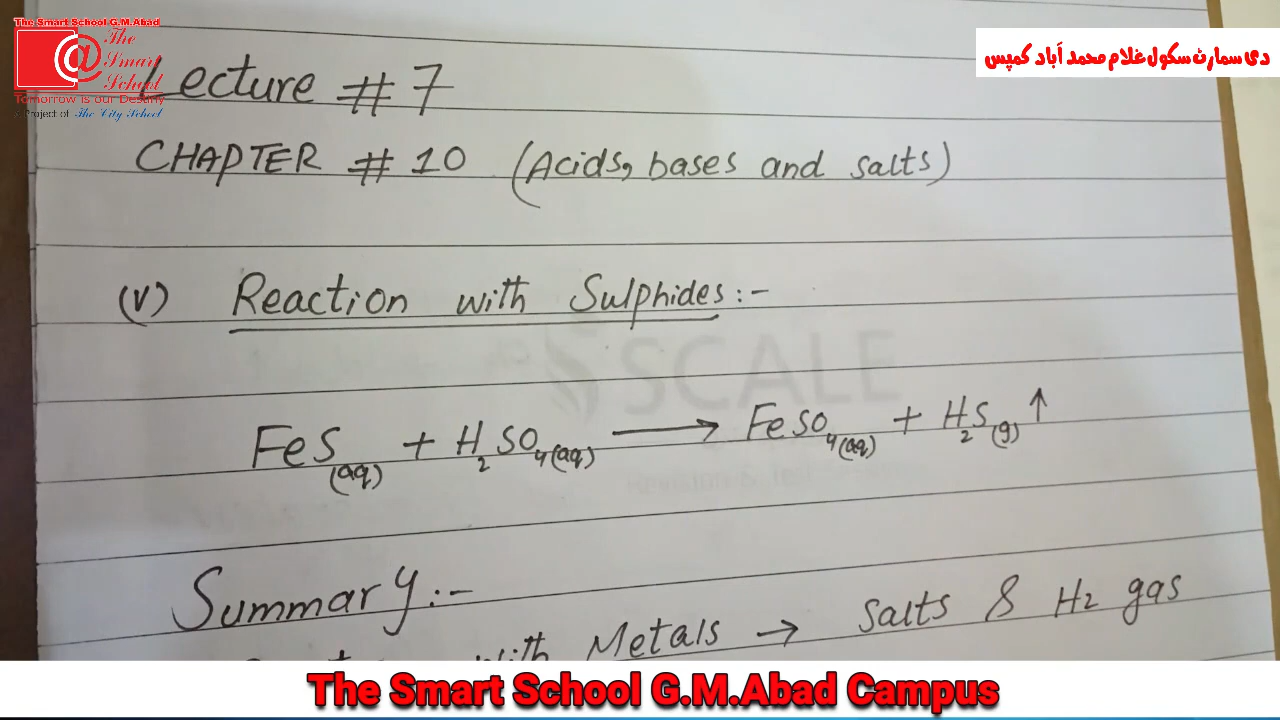 The Smart School G.M.Abad
The
Smart
School
Tomorrow is our Destiny
A Project of The City School
دی سمارٹ سکول غلام محمد آباد کمپس
Lecture # 7
CHAPTER # 10 (Acids, bases and salts)
(v) Reaction with Sulphides:-
SCALE
FeS(aq) + H₂SO₄(aq) ⟶ FeSO₄(aq) + H₂S(g) ↑
Summary:-
with Metals → Salts & H₂ gas
The Smart School G.M.Abad Campus